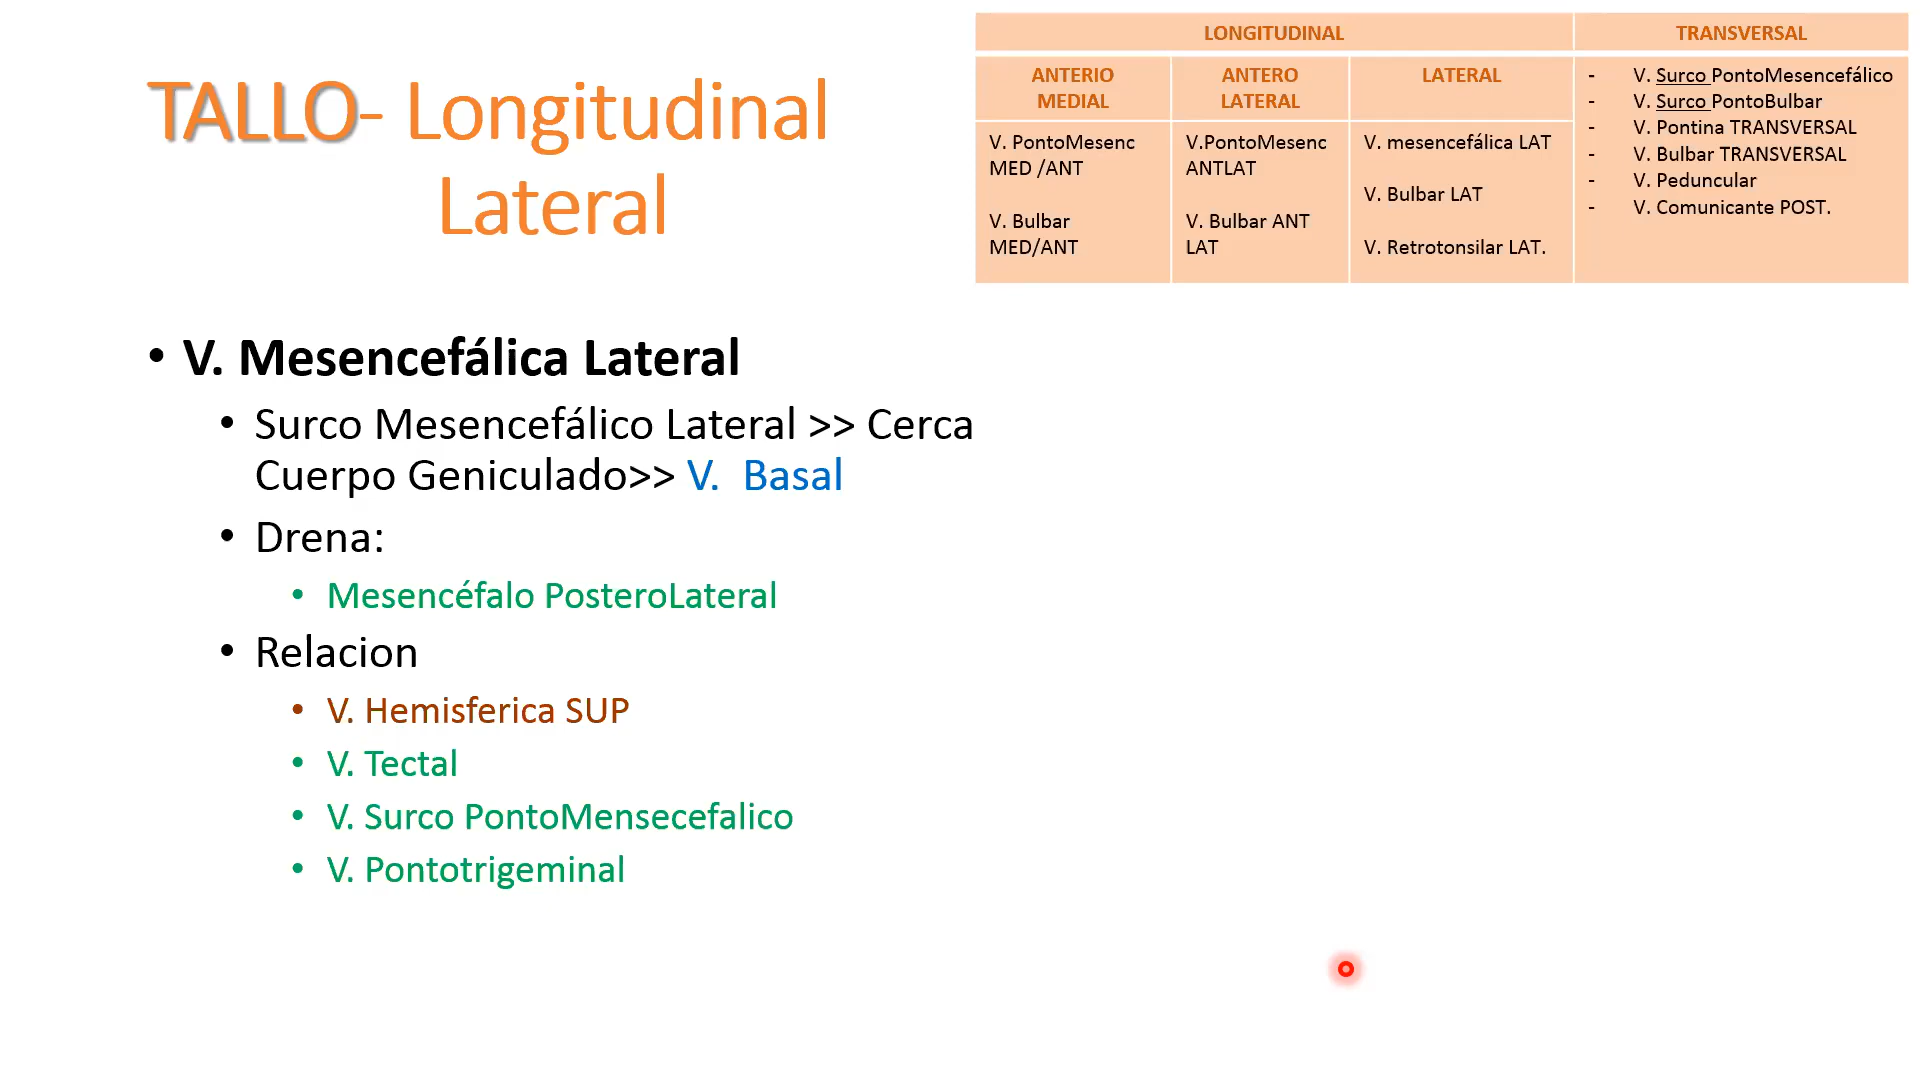 TALLO- Longitudinal
Lateral
LONGITUDINAL
TRANSVERSAL
ANTERIO
MEDIAL
ANTERO
LATERAL
LATERAL
V. PontoMesenc
MED /ANT
V. Bulbar
MED/ANT
V.PontoMesenc
ANTLAT
V. Bulbar ANT
LAT
V. mesencefálica LAT
V. Bulbar LAT
V. Retrotonsilar LAT.
- V. Surco PontoMesencefálico
- V. Surco PontoBulbar
- V. Pontina TRANSVERSAL
- V. Bulbar TRANSVERSAL
- V. Peduncular
- V. Comunicante POST.
• V. Mesencefálica Lateral
• Surco Mesencefálico Lateral >> Cerca
Cuerpo Geniculado>> V. Basal
• Drena:
• Mesencéfalo PosteroLateral
• Relacion
• V. Hemisferica SUP
• V. Tectal
• V. Surco PontoMensecefalico
• V. Pontotrigeminal